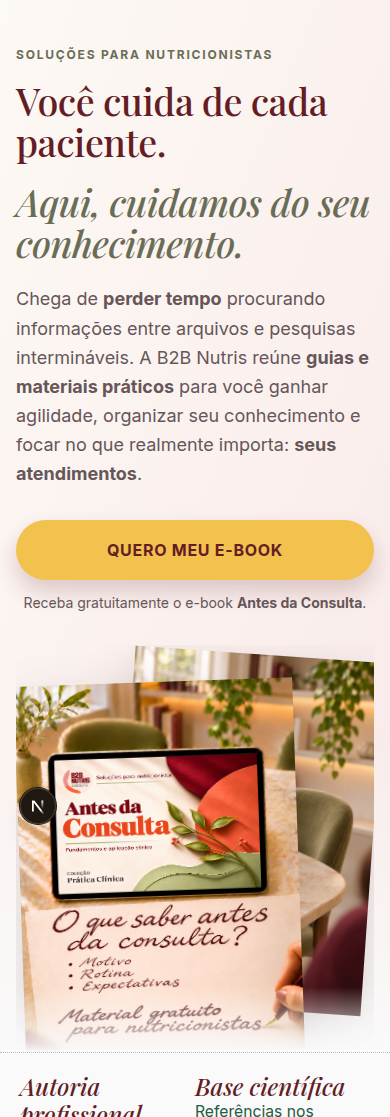 SOLUÇÕES PARA NUTRICIONISTAS
Você cuida de cada
paciente.
Aqui, cuidamos do seu
conhecimento.
Chega de perder tempo procurando
informações entre arquivos e pesquisas
intermináveis. A B2B Nutris reúne guias e
materiais práticos para você ganhar
agilidade, organizar seu conhecimento e
focar no que realmente importa: seus
atendimentos.
QUERO MEU E-BOOK
Receba gratuitamente o e-book Antes da Consulta.
B2B
NUTRIS
Soluções para nutricionistas
Antes da
Consulta
Fundamentos e aplicação clínica
COLEÇÃO
Prática Clínica
N
O que saber antes
da consulta?
• Motivo
• Rotina
• Expectativas
Material gratuito
para nutricionistas
Autoria
profissional
Base científica
Referências nos